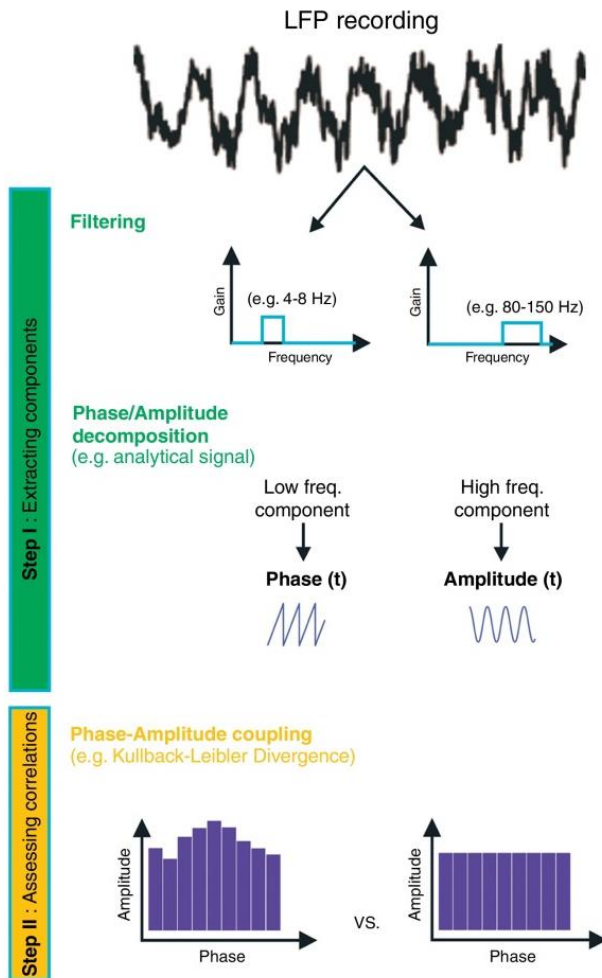 LFP recording
Filtering
Gain
(e.g. 4-8 Hz)
Frequency
Gain
(e.g. 80-150 Hz)
Frequency
Step I : Extracting components
Phase/Amplitude
decomposition
(e.g. analytical signal)
Low freq.
component
High freq.
component
Phase (t)
Amplitude (t)
Step II : Assessing correlations
Phase-Amplitude coupling
(e.g. Kullback-Leibler Divergence)
Amplitude
Phase
vs.
Amplitude
Phase